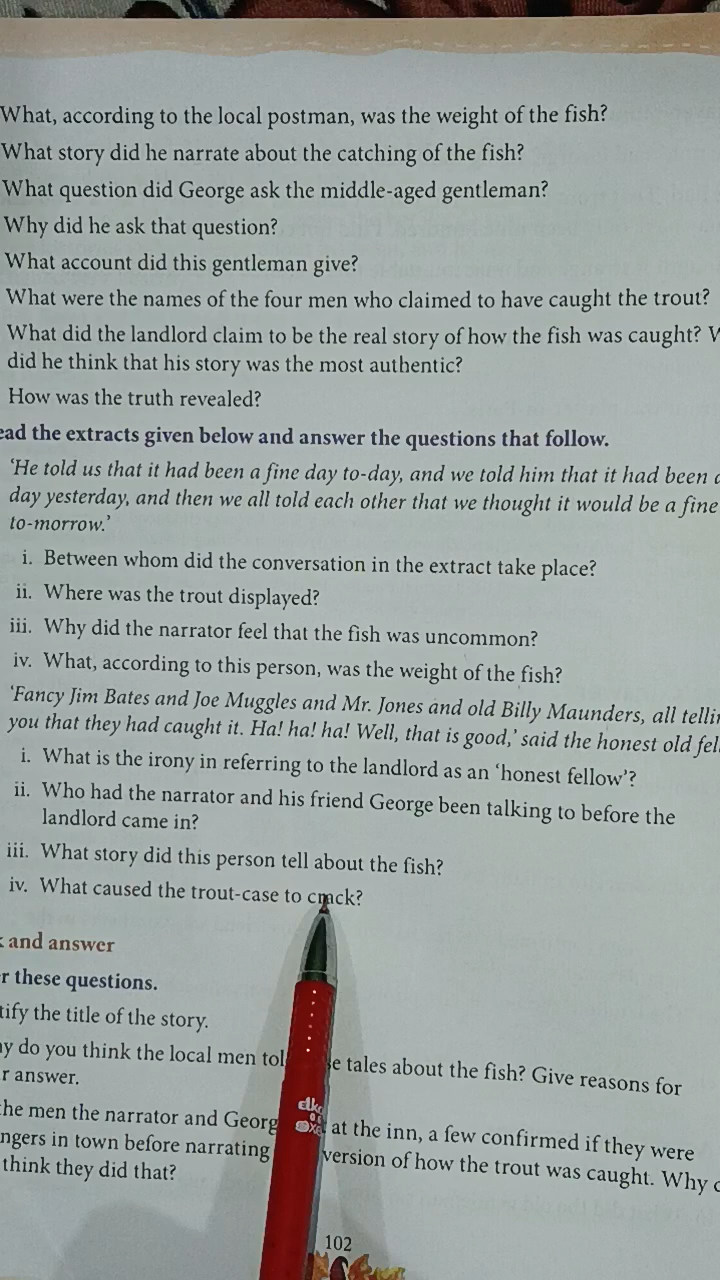 What, according to the local postman, was the weight of the fish?
What story did he narrate about the catching of the fish?
What question did George ask the middle-aged gentleman?
Why did he ask that question?
What account did this gentleman give?
What were the names of the four men who claimed to have caught the trout?
What did the landlord claim to be the real story of how the fish was caught?
did he think that his story was the most authentic?
How was the truth revealed?
ead the extracts given below and answer the questions that follow.
'He told us that it had been a fine day to-day, and we told him that it had been a
day yesterday, and then we all told each other that we thought it would be a fine
to-morrow.'
i. Between whom did the conversation in the extract take place?
ii. Where was the trout displayed?
iii. Why did the narrator feel that the fish was uncommon?
iv. What, according to this person, was the weight of the fish?
'Fancy Jim Bates and Joe Muggles and Mr. Jones and old Billy Maunders, all tellin
you that they had caught it. Ha! ha! ha! Well, that is good,' said the honest old fel
i. What is the irony in referring to the landlord as an 'honest fellow'?
ii. Who had the narrator and his friend George been talking to before the
landlord came in?
iii. What story did this person tell about the fish?
iv. What caused the trout-case to crack?
and answer
r these questions.
tify the title of the story.
y do you think the local men tol e tales about the fish? Give reasons for
r answer.
he men the narrator and Georg at the inn, a few confirmed if they were
ngers in town before narrating version of how the trout was caught. Why
think they did that?
102